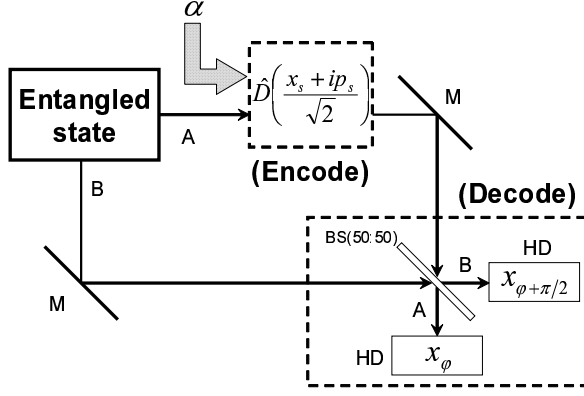 α
Entangled
state
D̂((x_s + ip_s)/√2)
M
A
(Encode)
B
(Decode)
BS(50:50)
HD
B
x_{φ+π/2}
M
A
HD
x_φ